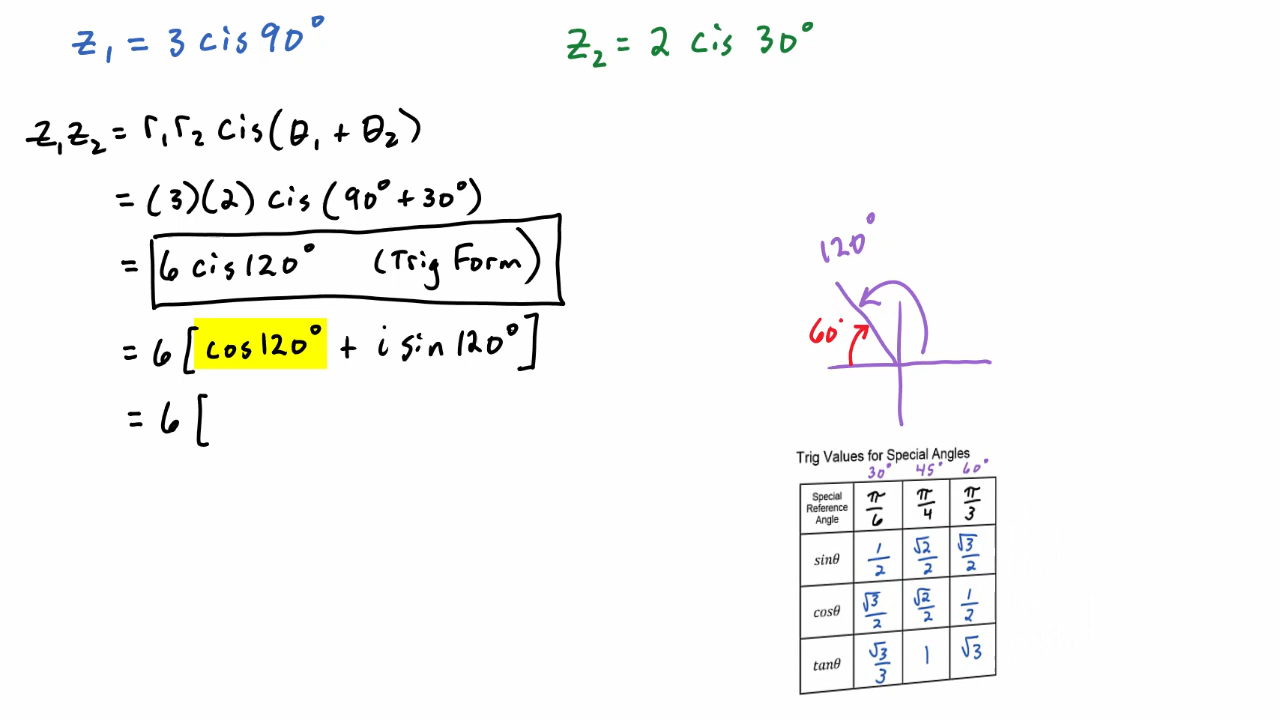 z₁ = 3 cis 90°
z₂ = 2 cis 30°
z₁z₂ = r₁r₂ cis(θ₁ + θ₂)
= (3)(2) cis (90° + 30°)
= 6 cis 120° (Trig Form)
= 6 [cos 120° + i sin 120°]
= 6 [
120°
60°
Trig Values for Special Angles
30° 45° 60°
Special Reference Angle π/6 π/4 π/3
sinθ 1/2 √2/2 √3/2
cosθ √3/2 √2/2 1/2
tanθ √3/3 1 √3